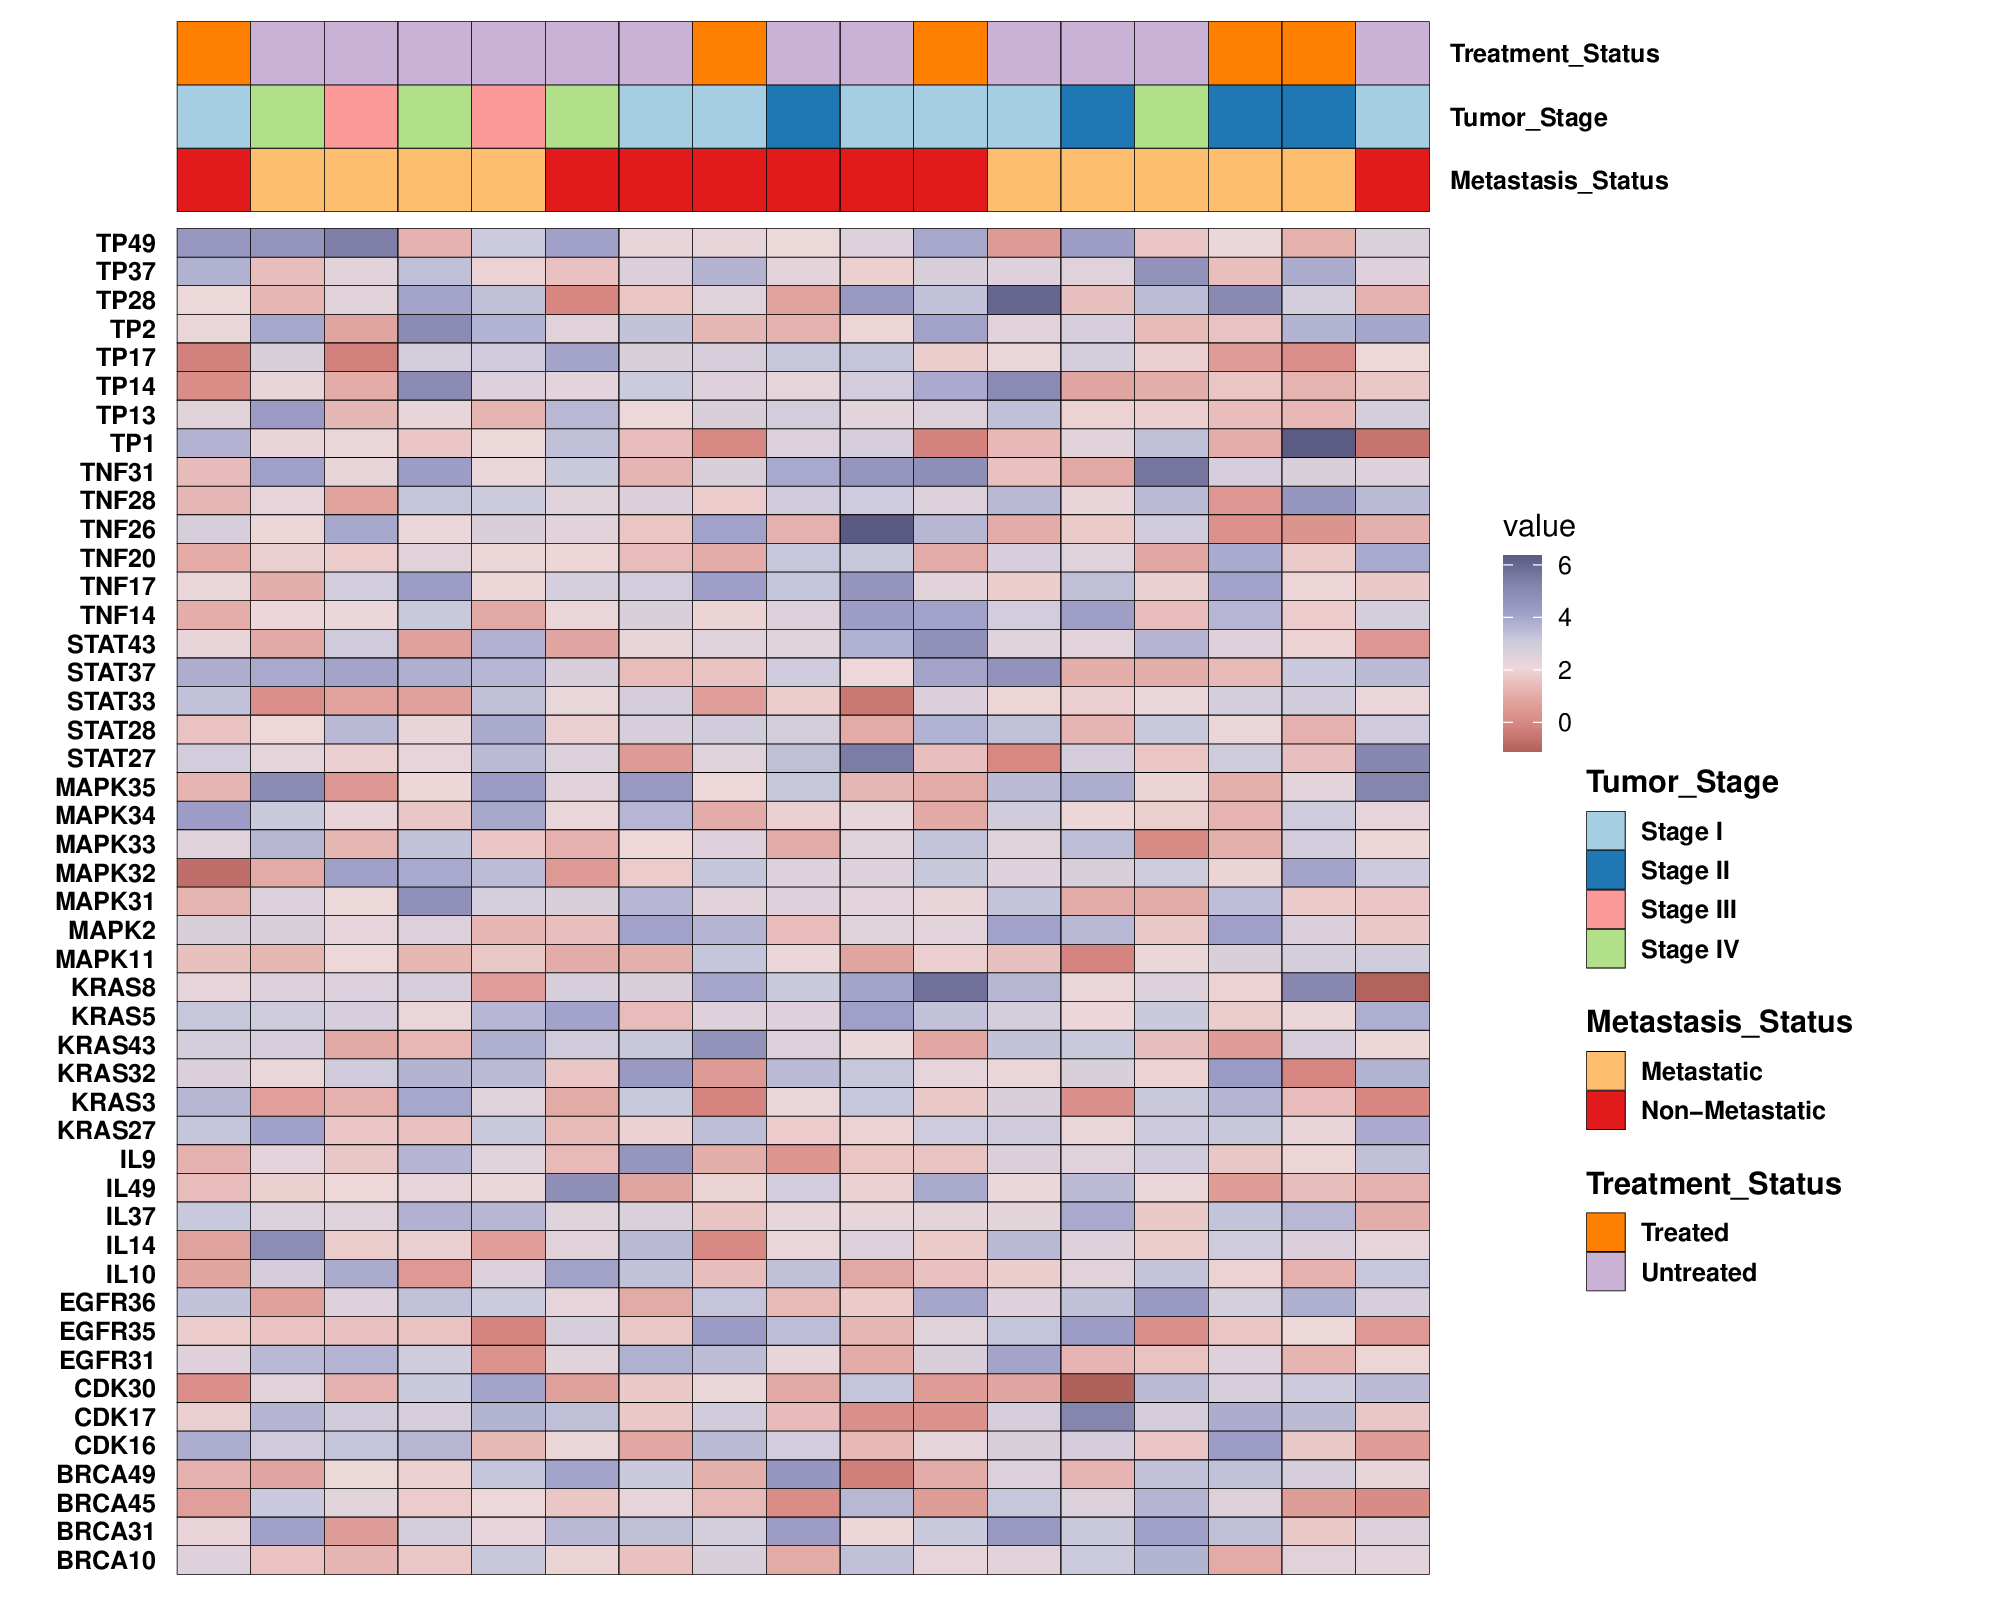 Treatment_Status
Tumor_Stage
Metastasis_Status
TP49
TP37
TP28
TP2
TP17
TP14
TP13
TP1
TNF31
TNF28
TNF26
TNF20
TNF17
TNF14
STAT43
STAT37
STAT33
STAT28
STAT27
MAPK35
MAPK34
MAPK33
MAPK32
MAPK31
MAPK2
MAPK11
KRAS8
KRAS5
KRAS43
KRAS32
KRAS3
KRAS27
IL9
IL49
IL37
IL14
IL10
EGFR36
EGFR35
EGFR31
CDK30
CDK17
CDK16
BRCA49
BRCA45
BRCA31
BRCA10
value
6
4
2
0
Tumor_Stage
Stage I
Stage II
Stage III
Stage IV
Metastasis_Status
Metastatic
Non−Metastatic
Treatment_Status
Treated
Untreated